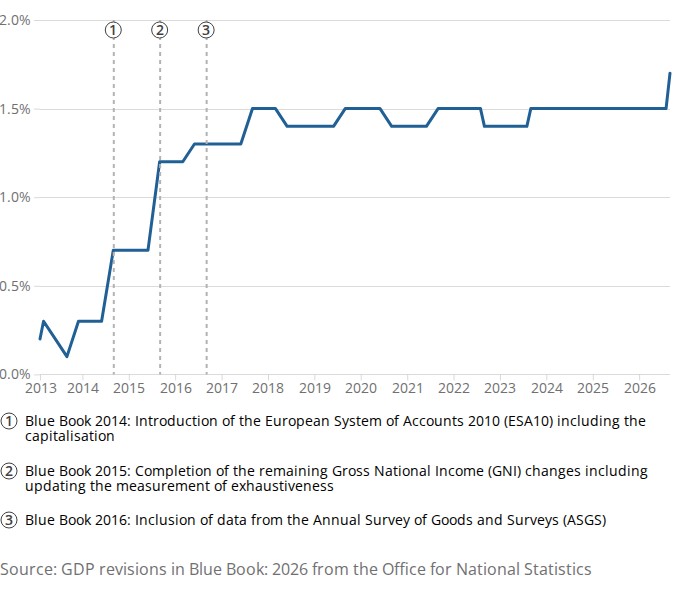 2.0%
① ② ③
1.5%
1.0%
0.5%
0.0%
2013 2014 2015 2016 2017 2018 2019 2020 2021 2022 2023 2024 2025 2026
① Blue Book 2014: Introduction of the European System of Accounts 2010 (ESA10) including the
capitalisation
② Blue Book 2015: Completion of the remaining Gross National Income (GNI) changes including
updating the measurement of exhaustiveness
③ Blue Book 2016: Inclusion of data from the Annual Survey of Goods and Surveys (ASGS)
Source: GDP revisions in Blue Book: 2026 from the Office for National Statistics